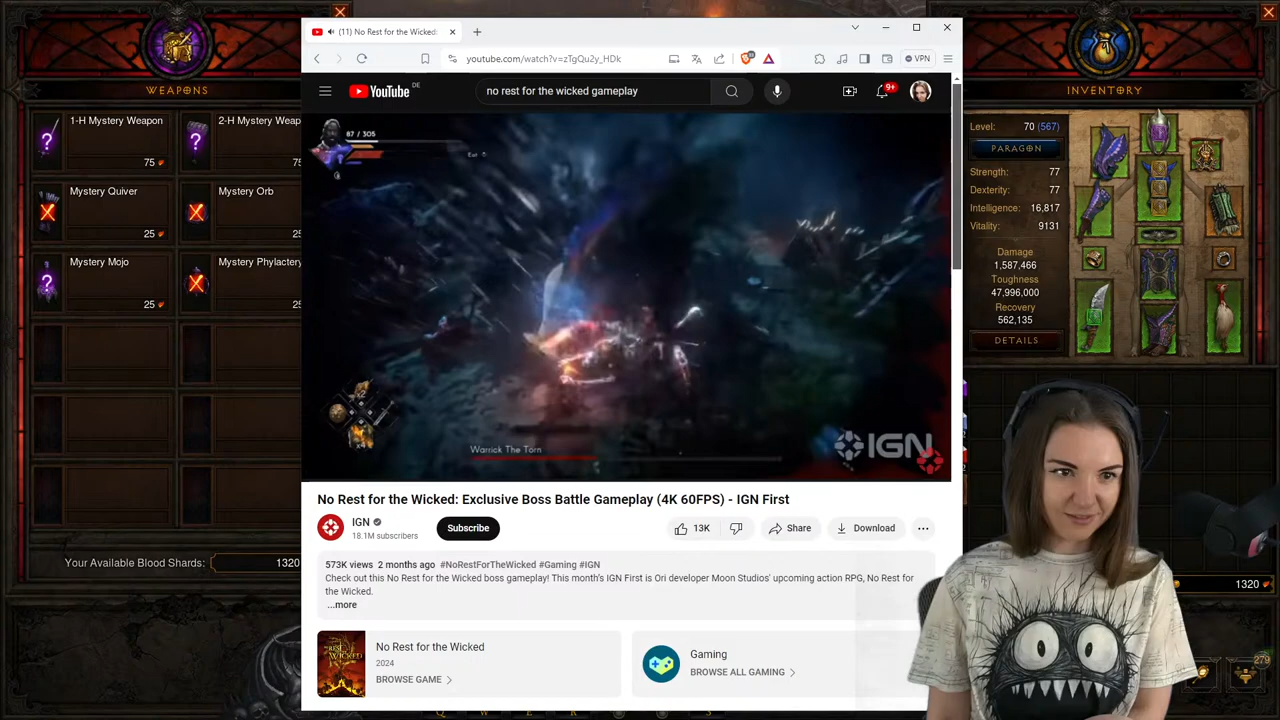 WEAPONS
1-H Mystery Weapon
75
2-H Mystery Weap
75
Mystery Quiver
25
Mystery Orb
25
Mystery Mojo
25
Mystery Phylactery
25
Your Available Blood Shards:
1320
(11) No Rest for the Wicked:
youtube.com/watch?v=zTgQu2y_HDk
VPN
YouTube DE
no rest for the wicked gameplay
9+
87 / 305
Eat
Warrick The Torn
IGN
No Rest for the Wicked: Exclusive Boss Battle Gameplay (4K 60FPS) - IGN First
IGN
18.1M subscribers
Subscribe
13K
Share
Download
573K views 2 months ago #NoRestForTheWicked #Gaming #IGN
Check out this No Rest for the Wicked boss gameplay! This month's IGN First is Ori developer Moon Studios' upcoming action RPG, No Rest for
the Wicked.
...more
No Rest for the Wicked
2024
BROWSE GAME
Gaming
BROWSE ALL GAMING
INVENTORY
Level: 70 (567)
PARAGON
Strength: 77
Dexterity: 77
Intelligence: 16,817
Vitality: 9131
Damage
1,587,466
Toughness
47,996,000
Recovery
562,135
DETAILS
1320
279